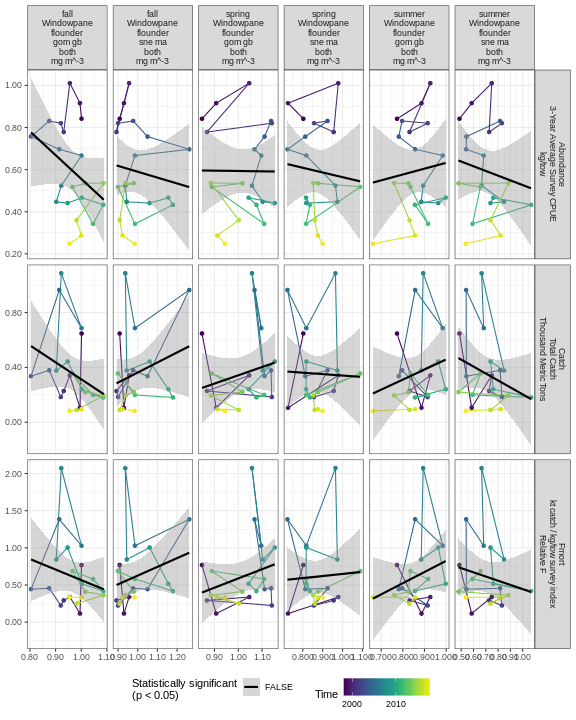 fall
Windowpane
flounder
gom gb
both
mg m^-3
fall
Windowpane
flounder
sne ma
both
mg m^-3
spring
Windowpane
flounder
gom gb
both
mg m^-3
spring
Windowpane
flounder
sne ma
both
mg m^-3
summer
Windowpane
flounder
gom gb
both
mg m^-3
summer
Windowpane
flounder
sne ma
both
mg m^-3
1.00
0.80
0.60
0.40
0.20
Abundance
3-Year Average Survey CPUE
kg/tow
0.80
0.40
0.00
Catch
Total Catch
Thousand Metric Tons
2.00
1.50
1.00
0.50
0.00
Fmort
Relative F
kt catch / kg/tow survey index
0.80 0.90 1.00 1.10
0.90 1.00 1.10 1.20
0.90 1.00 1.10
0.800 0.900 1.000 1.100
0.700 0.800 0.900 1.000
0.50 0.60 0.70 0.80 0.90 1.00
Statistically significant
(p < 0.05)
FALSE
Time
2000 2010